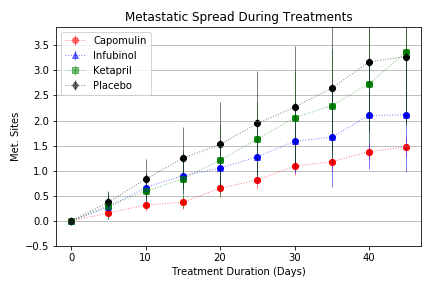 Metastatic Spread During Treatments
Capomulin
Infubinol
Ketapril
Placebo
Met. Sites
3.5
3.0
2.5
2.0
1.5
1.0
0.5
0.0
−0.5
0 10 20 30 40
Treatment Duration (Days)